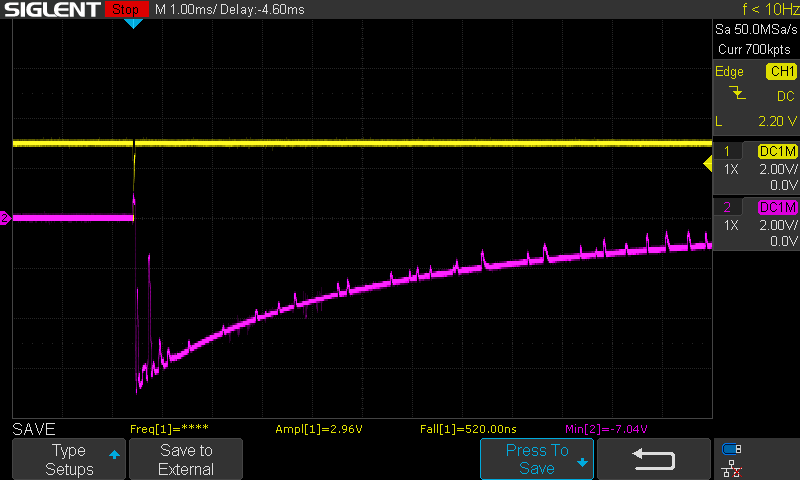 SIGLENT Stop M 1.00ms/ Delay:-4.60ms f < 10Hz
Sa 50.0MSa/s
Curr 700kpts
Edge CH1
DC
L 2.20 V
1 DC1M
1X 2.00V/
0.0V
2 DC1M
1X 2.00V/
0.0V
2
SAVE Freq[1]=**** Ampl[1]=2.96V Fall[1]=520.00ns Min[2]=-7.04V
Type Setups
Save to External
Press To Save